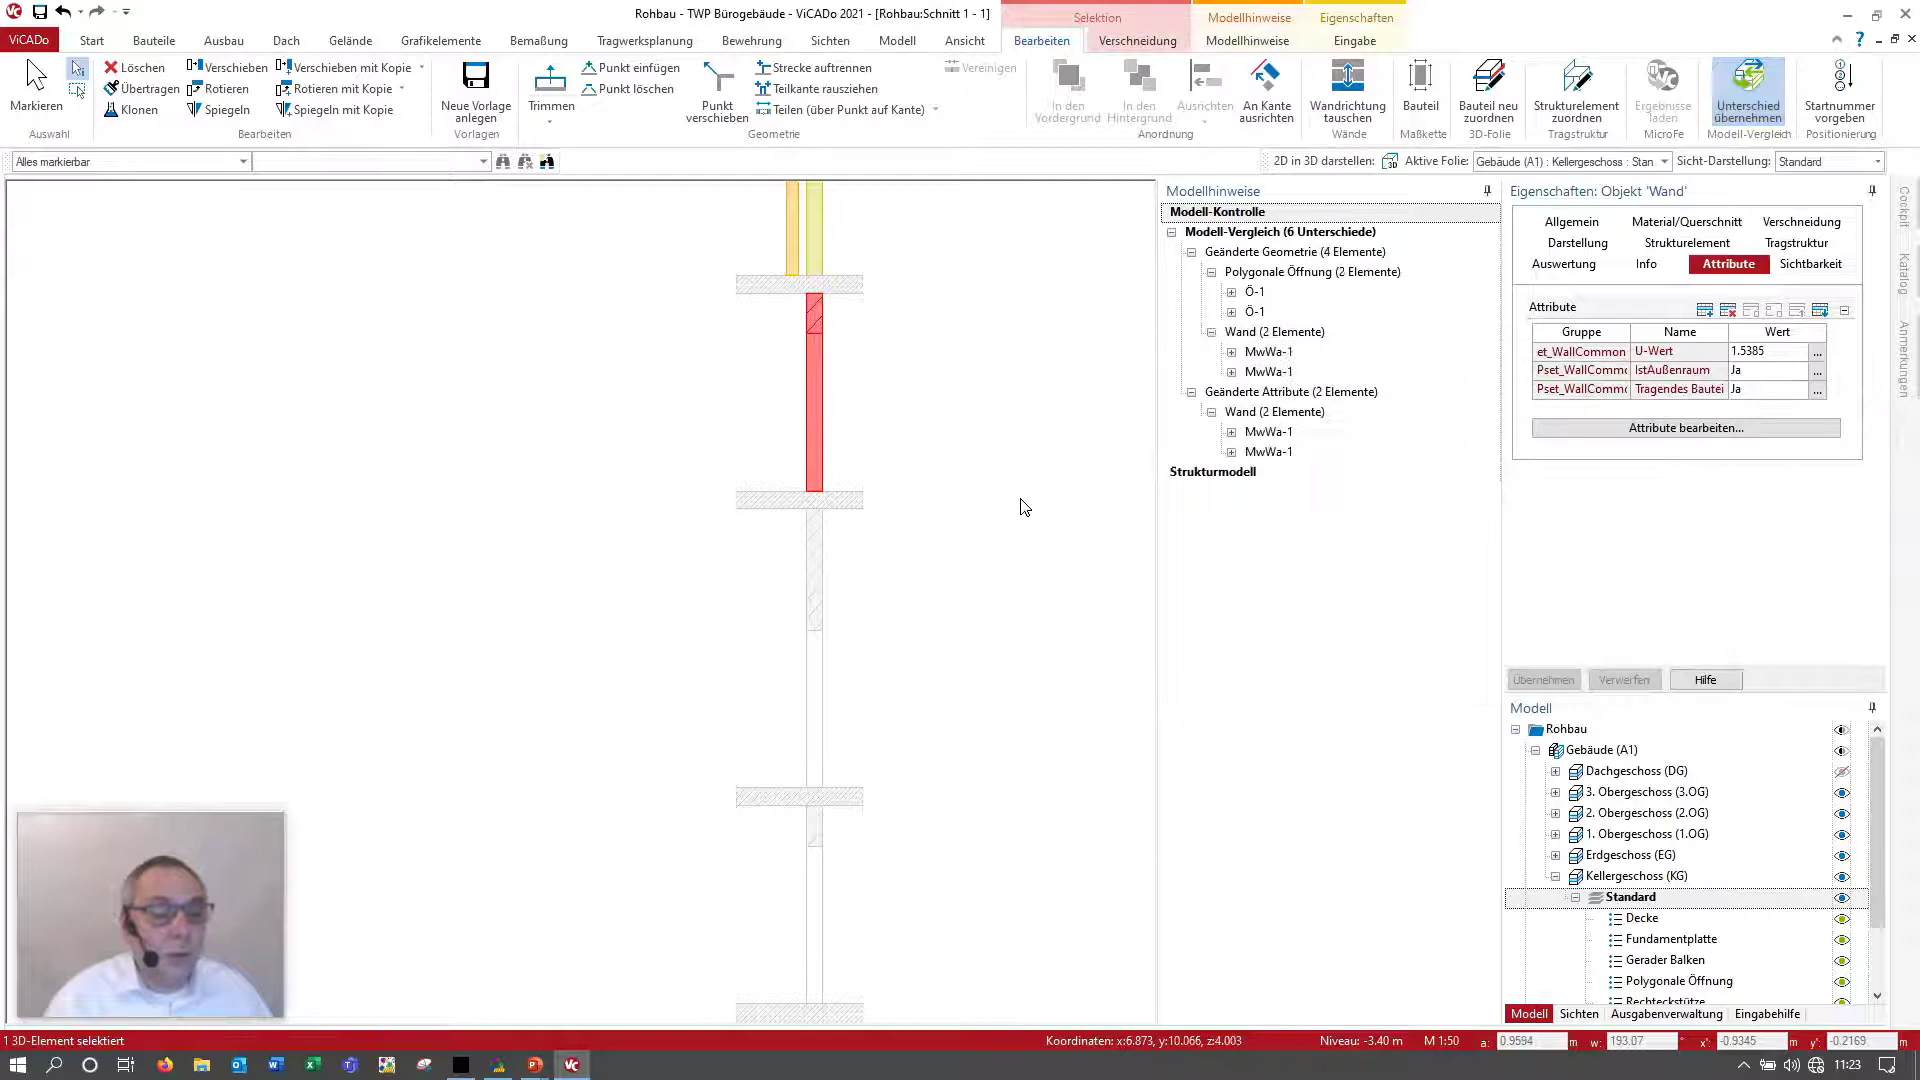 Rohbau - TWP Bürogebäude - ViCADo 2021 - [Rohbau:Schnitt 1 - 1]
Selektion
Modellhinweise
Eigenschaften
ViCADo
Start
Bauteile
Ausbau
Dach
Gelände
Grafikelemente
Bemaßung
Tragwerksplanung
Bewehrung
Sichten
Modell
Ansicht
Bearbeiten
Verschneidung
Modellhinweise
Eingabe
Markieren
Auswahl
Löschen
Verschieben
Verschieben mit Kopie
Übertragen
Rotieren
Rotieren mit Kopie
Klonen
Spiegeln
Spiegeln mit Kopie
Bearbeiten
Neue Vorlage anlegen
Vorlagen
Trimmen
Punkt einfügen
Punkt löschen
Punkt verschieben
Strecke auftrennen
Teilkante rausziehen
Teilen (über Punkt auf Kante)
Geometrie
Vereinigen
In den Vordergrund
In den Hintergrund
Ausrichten
An Kante ausrichten
Anordnung
Wandrichtung tauschen
Wände
Bauteil
Maßkette
Bauteil neu zuordnen
3D-Folie
Strukturelement zuordnen
Tragstruktur
Ergebnisse laden
MicroFe
Unterschied übernehmen
Modell-Vergleich
Startnummer vorgeben
Positionierung
Alles markierbar
2D in 3D darstellen:
Aktive Folie:
Gebäude (A1) : Kellergeschoss : Stan
Sicht-Darstellung:
Standard
Modellhinweise
Modell-Kontrolle
Modell-Vergleich (6 Unterschiede)
Geänderte Geometrie (4 Elemente)
Polygonale Öffnung (2 Elemente)
Ö-1
Ö-1
Wand (2 Elemente)
MwWa-1
MwWa-1
Geänderte Attribute (2 Elemente)
Wand (2 Elemente)
MwWa-1
MwWa-1
Strukturmodell
Eigenschaften: Objekt 'Wand'
Allgemein Material/Querschnitt Verschneidung
Darstellung Strukturelement Tragstruktur
Auswertung Info Attribute Sichtbarkeit
Attribute
Gruppe Name Wert
et_WallCommon U-Wert 1.5385 ...
Pset_WallCommc IstAußenraum Ja ...
Pset_WallCommc Tragendes Bautei Ja ...
Attribute bearbeiten...
Übernehmen Verwerfen Hilfe
Modell
Rohbau
Gebäude (A1)
Dachgeschoss (DG)
3. Obergeschoss (3.OG)
2. Obergeschoss (2.OG)
1. Obergeschoss (1.OG)
Erdgeschoss (EG)
Kellergeschoss (KG)
Standard
Decke
Fundamentplatte
Gerader Balken
Polygonale Öffnung
Rechteckstütze
Modell Sichten Ausgabenverwaltung Eingabehilfe
Cockpit
Katalog
Anmerkungen
1 3D-Element selektiert
Koordinaten: x:6.873, y:10.066, z:4.003
Niveau: -3.40 m
M 1:50
a: 0.9594 m w: 193.07 ° x': -0.9345 m y': -0.2169 m
11:23